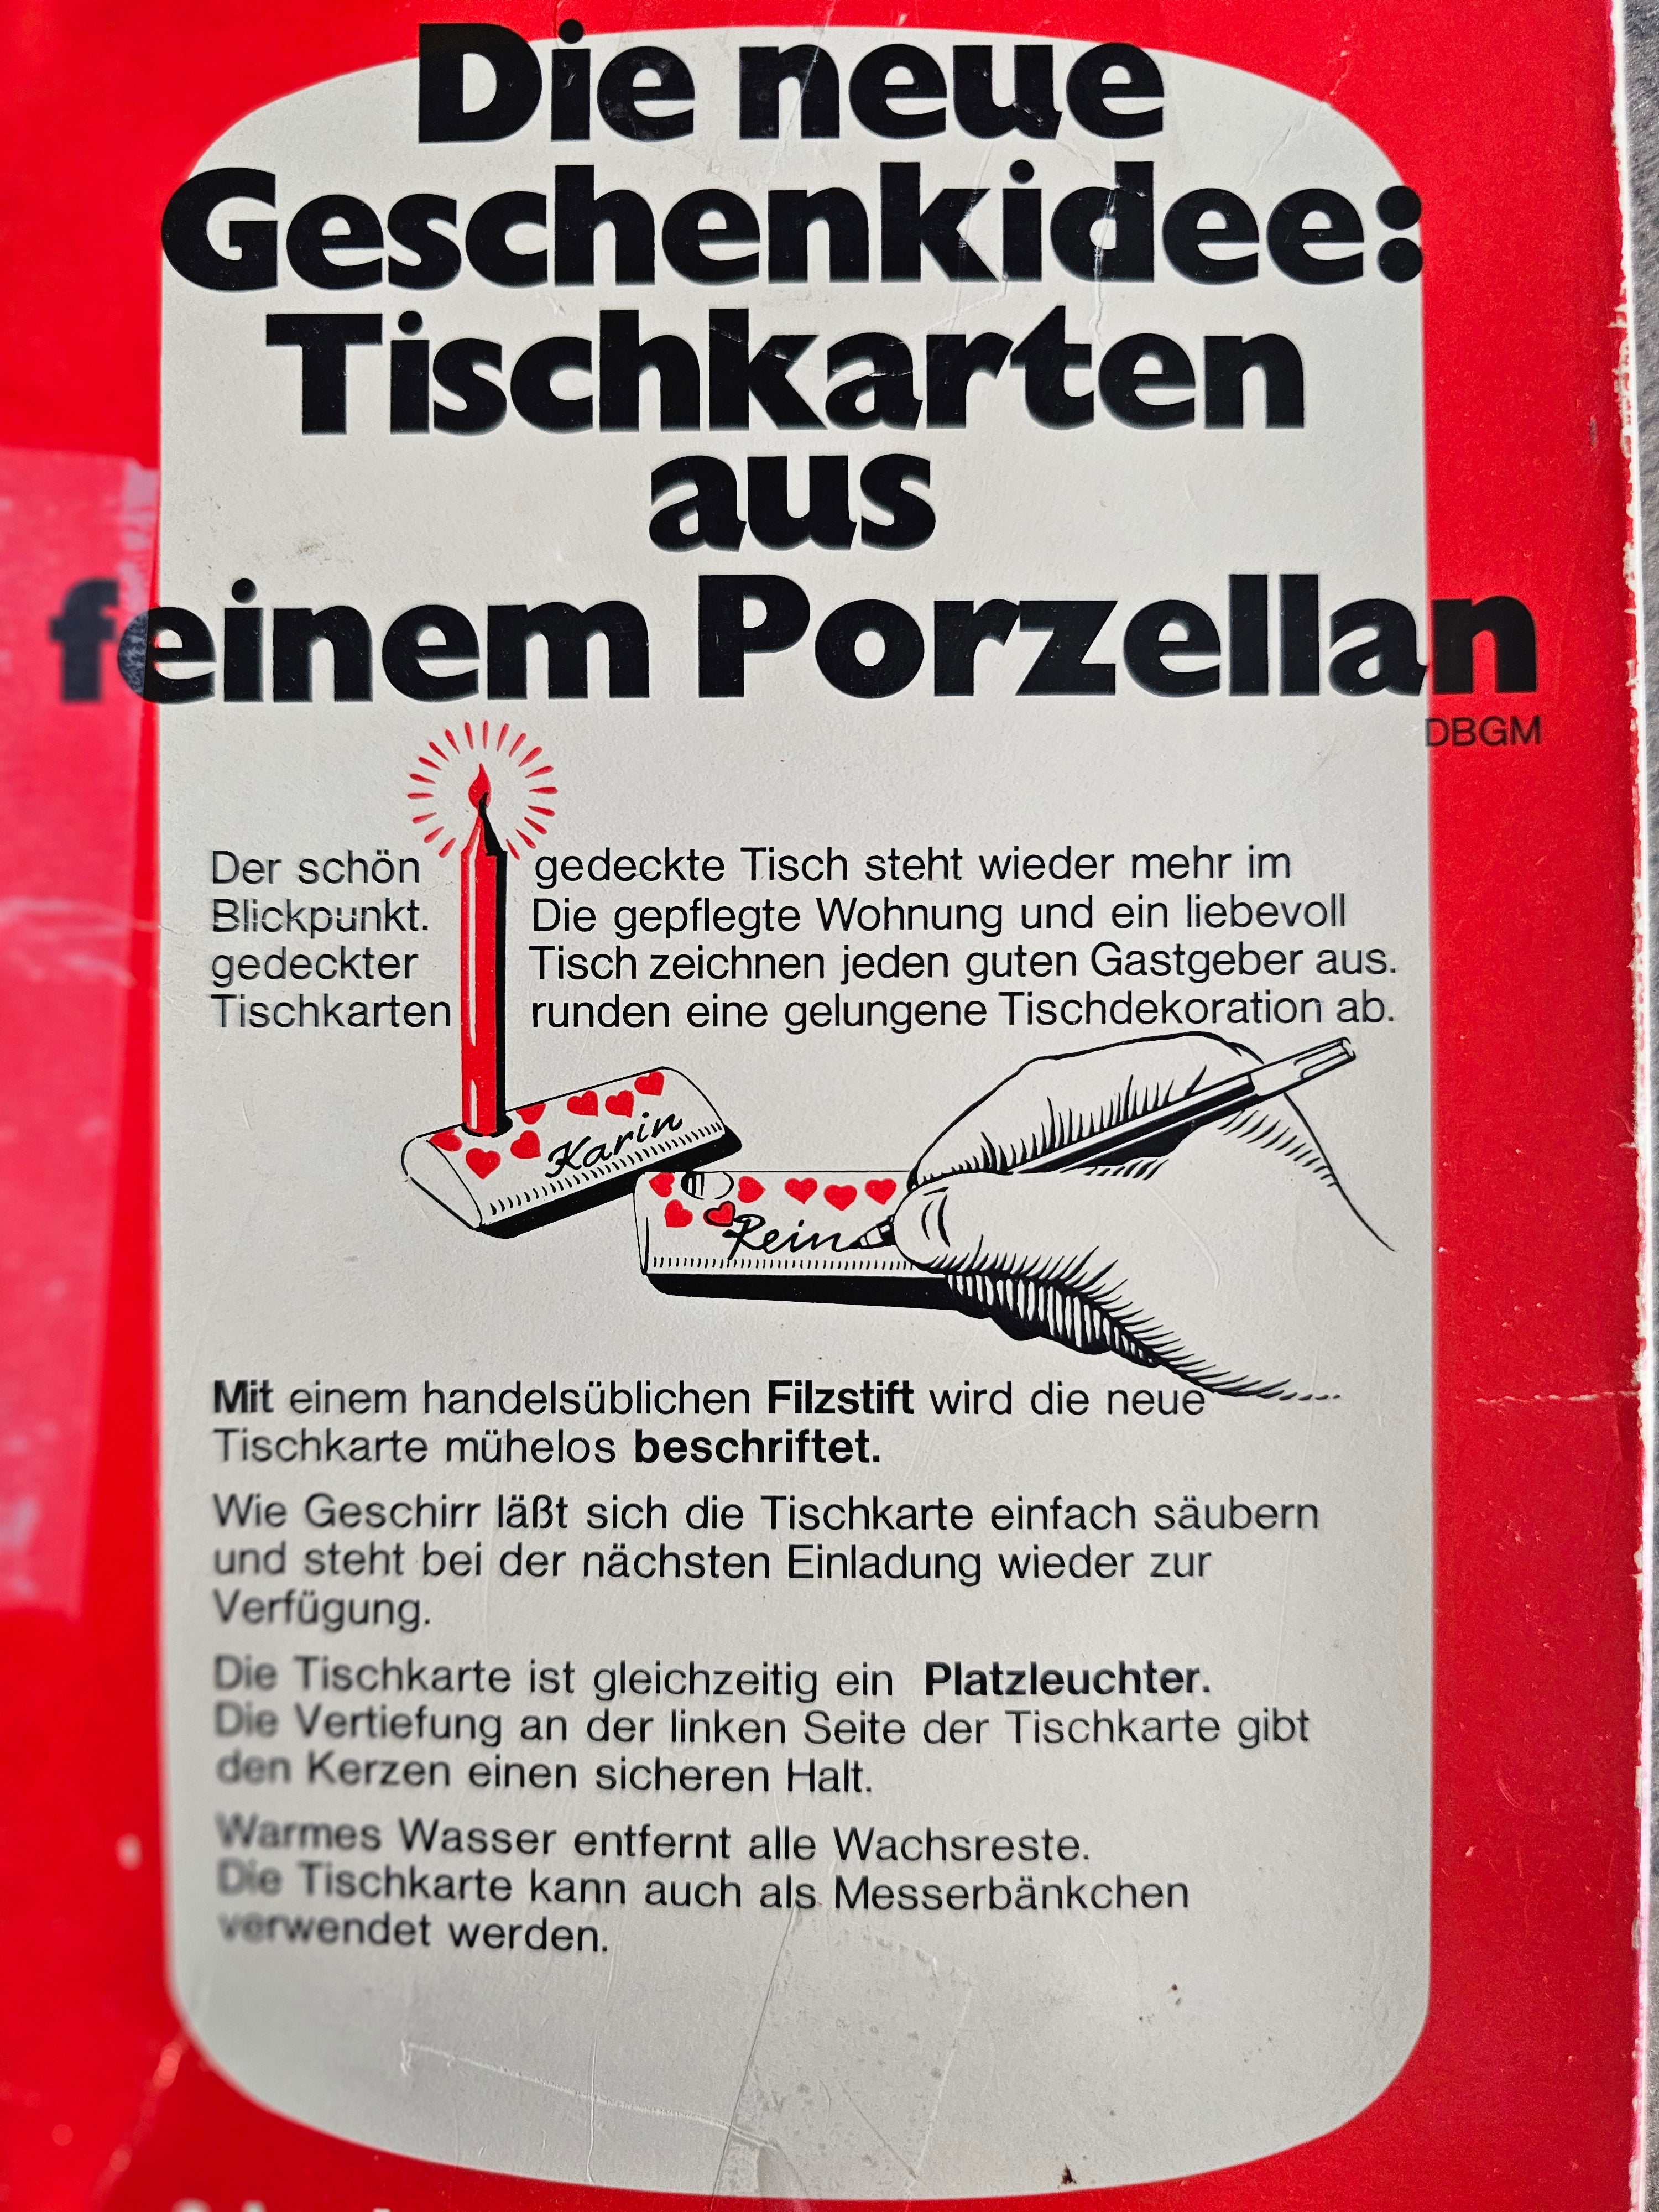 Die neue
Geschenkidee:
Tischkarten
aus
feinem Porzellan
DBGM
Der schön gedeckte Tisch steht wieder mehr im
Blickpunkt. Die gepflegte Wohnung und ein liebevoll
gedeckter Tisch zeichnen jeden guten Gastgeber aus.
Tischkarten runden eine gelungene Tischdekoration ab.
Karin
Rein
Mit einem handelsüblichen Filzstift wird die neue
Tischkarte mühelos beschriftet.
Wie Geschirr läßt sich die Tischkarte einfach säubern
und steht bei der nächsten Einladung wieder zur
Verfügung.
Die Tischkarte ist gleichzeitig ein Platzleuchter.
Die Vertiefung an der linken Seite der Tischkarte gibt
den Kerzen einen sicheren Halt.
Warmes Wasser entfernt alle Wachsreste.
Die Tischkarte kann auch als Messerbänkchen
verwendet werden.